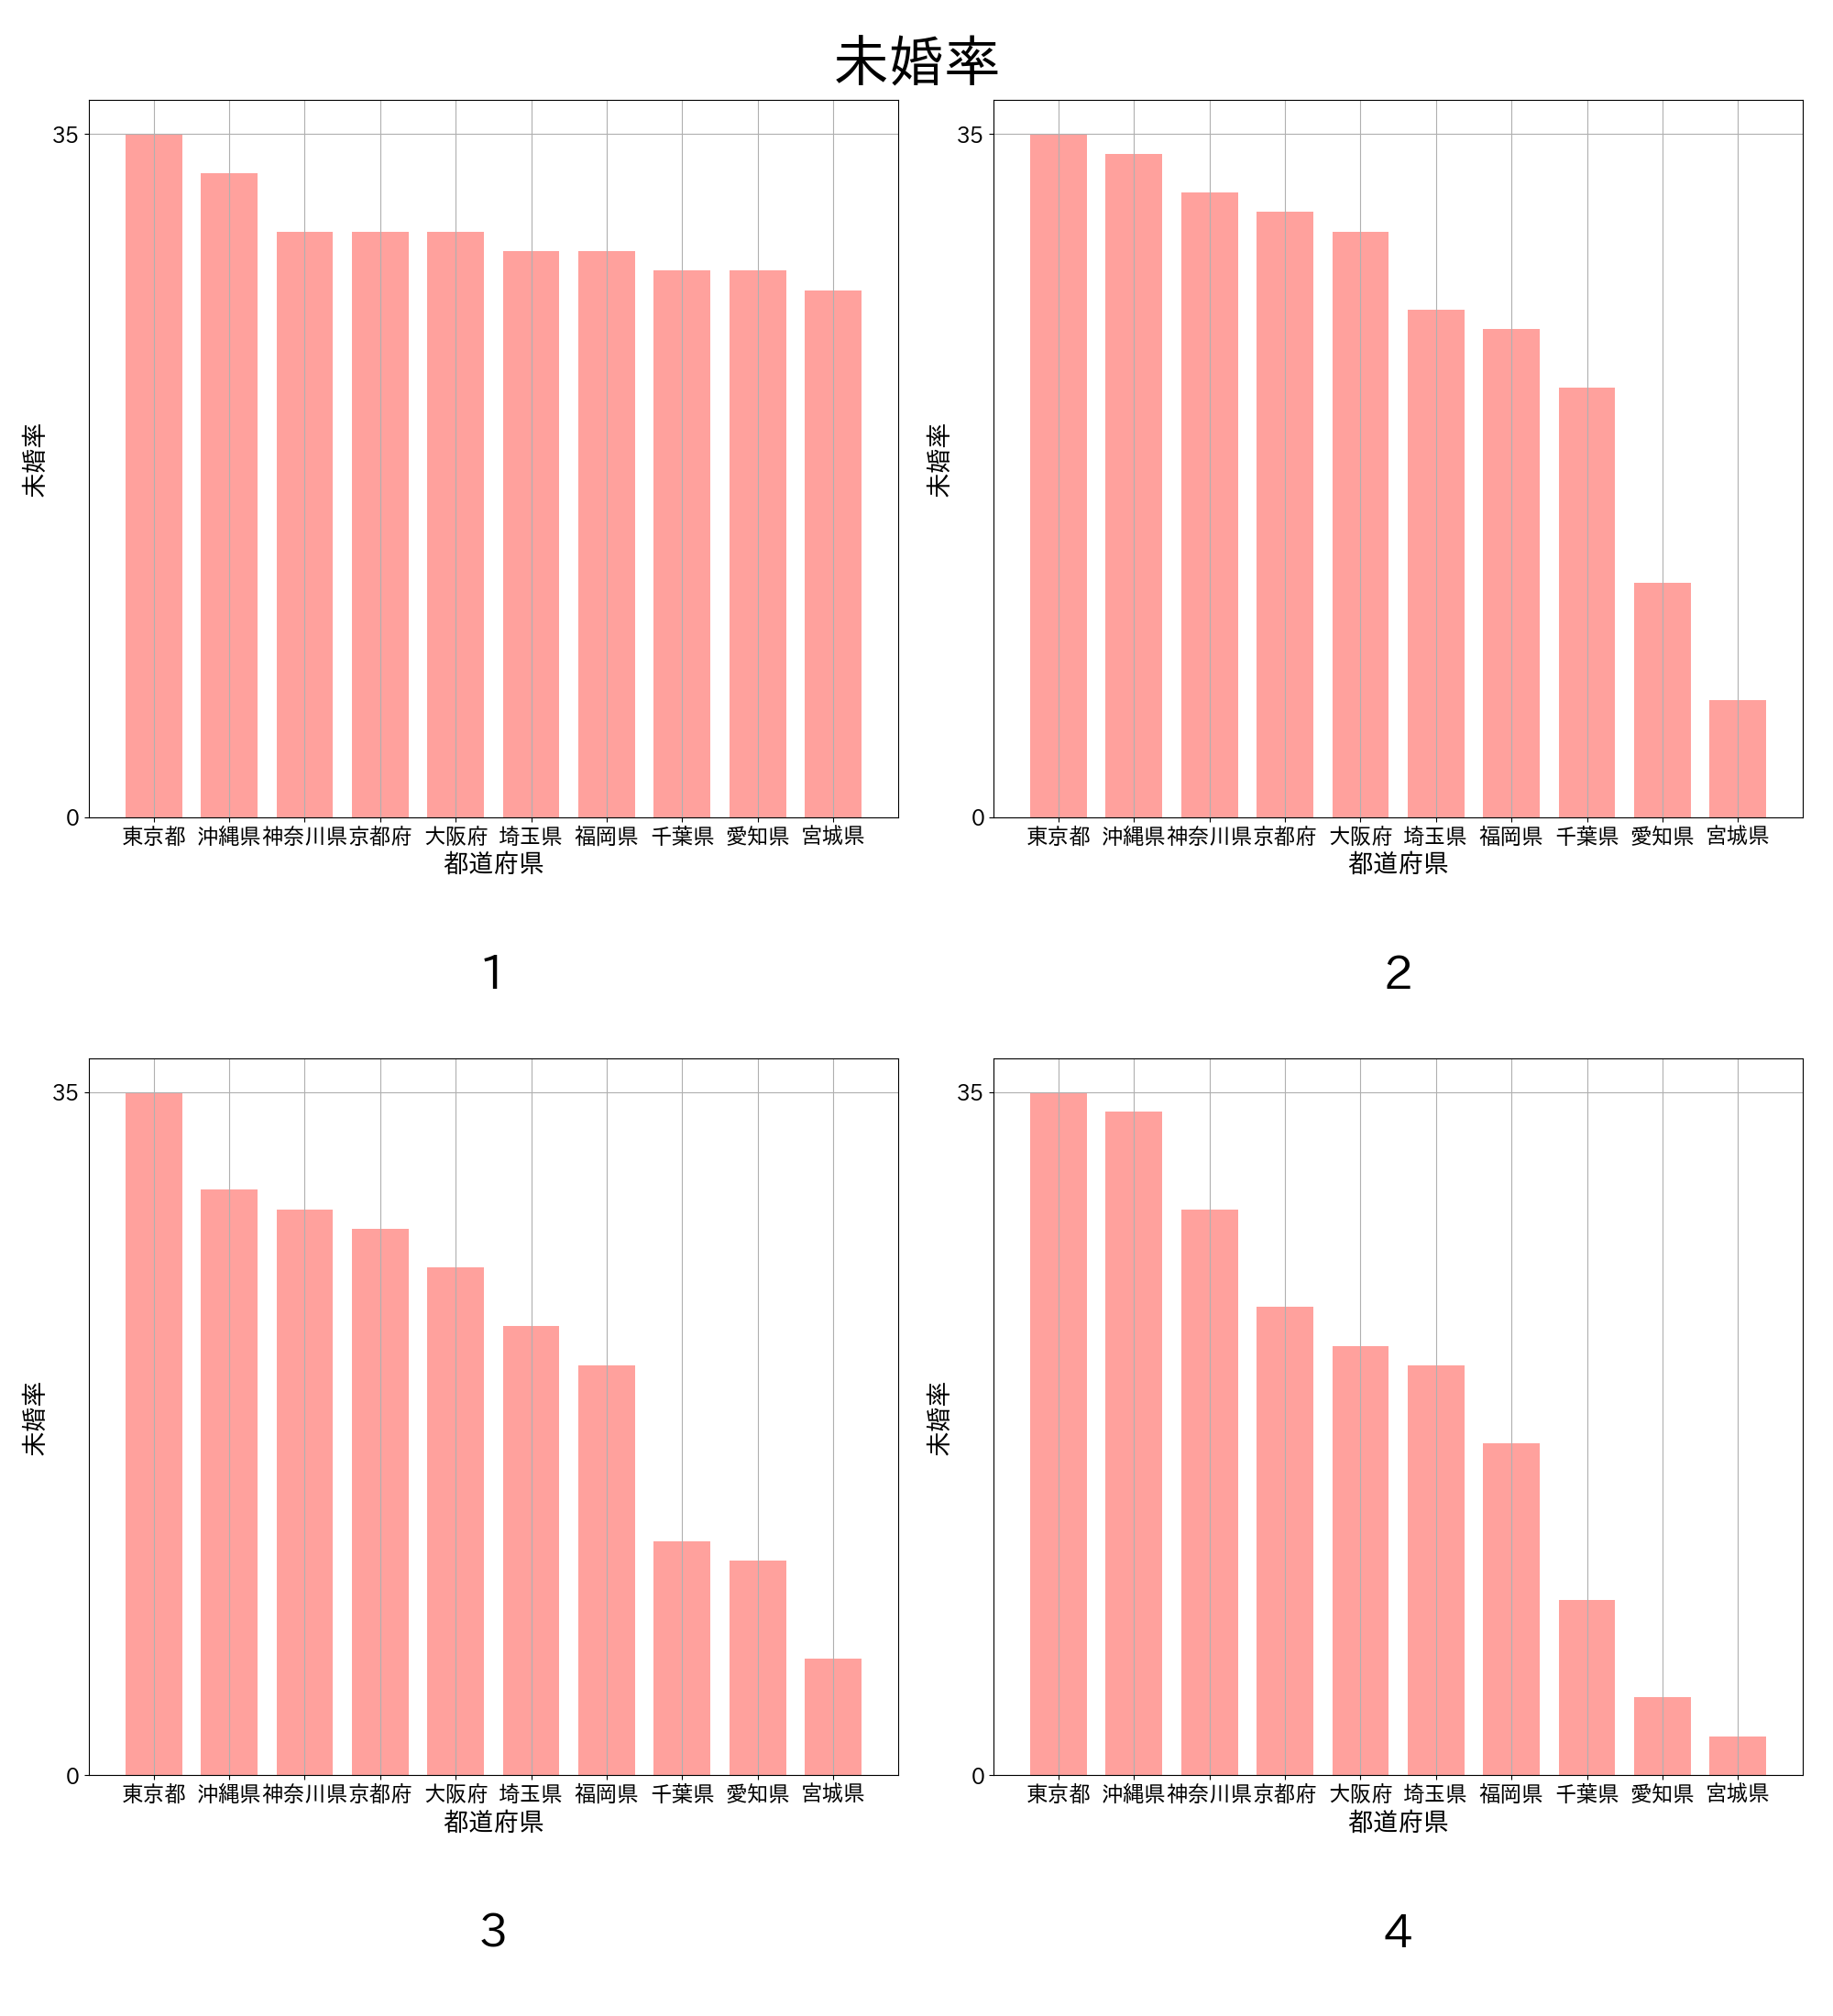 未婚率
35
0
未婚率
東京都 沖縄県 神奈川県 京都府 大阪府 埼玉県 福岡県 千葉県 愛知県 宮城県
都道府県
1
35
0
未婚率
東京都 沖縄県 神奈川県 京都府 大阪府 埼玉県 福岡県 千葉県 愛知県 宮城県
都道府県
2
35
0
未婚率
東京都 沖縄県 神奈川県 京都府 大阪府 埼玉県 福岡県 千葉県 愛知県 宮城県
都道府県
3
35
0
未婚率
東京都 沖縄県 神奈川県 京都府 大阪府 埼玉県 福岡県 千葉県 愛知県 宮城県
都道府県
4